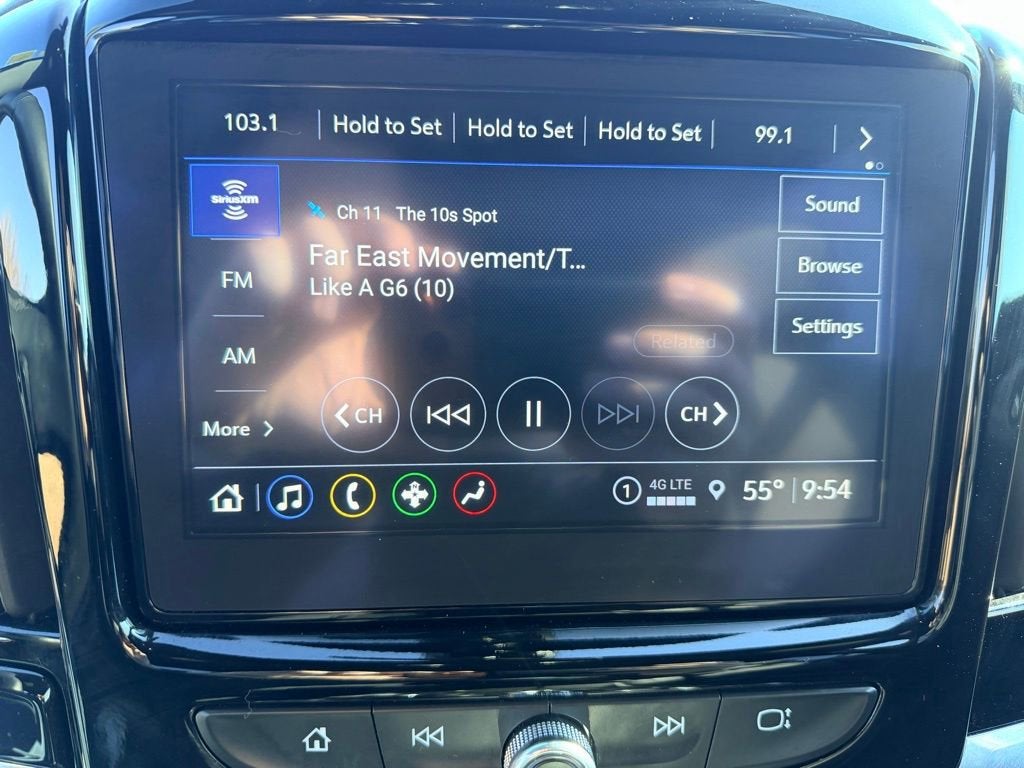 103.1 Hold to Set Hold to Set Hold to Set 99.1
SiriusXM
Ch 11 The 10s Spot
Sound
Far East Movement/T...
Like A G6 (10)
FM
Browse
Settings
Related
AM
CH
CH
More
1 4G LTE 55° 9:54